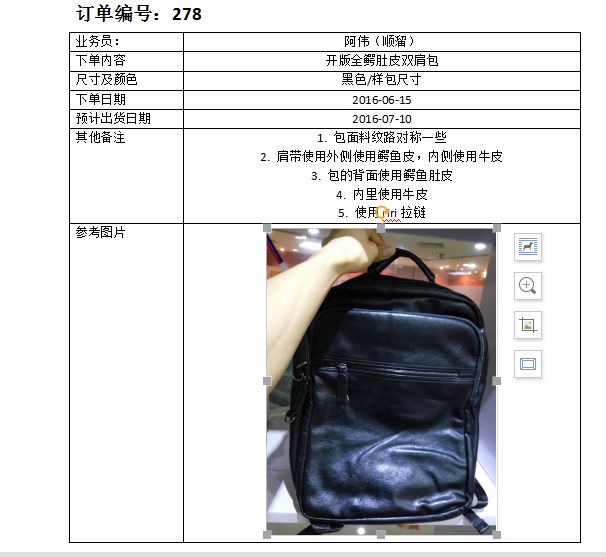 订单编号：278
业务员： 阿伟（顺留）
下单内容 开版全鳄肚皮双肩包
尺寸及颜色 黑色/样包尺寸
下单日期 2016-06-15
预计出货日期 2016-07-10
其他备注 1. 包面料纹路对称一些
2. 肩带使用外侧使用鳄鱼皮，内侧使用牛皮
3. 包的背面使用鳄鱼肚皮
4. 内里使用牛皮
5. 使用 riri 拉链
参考图片